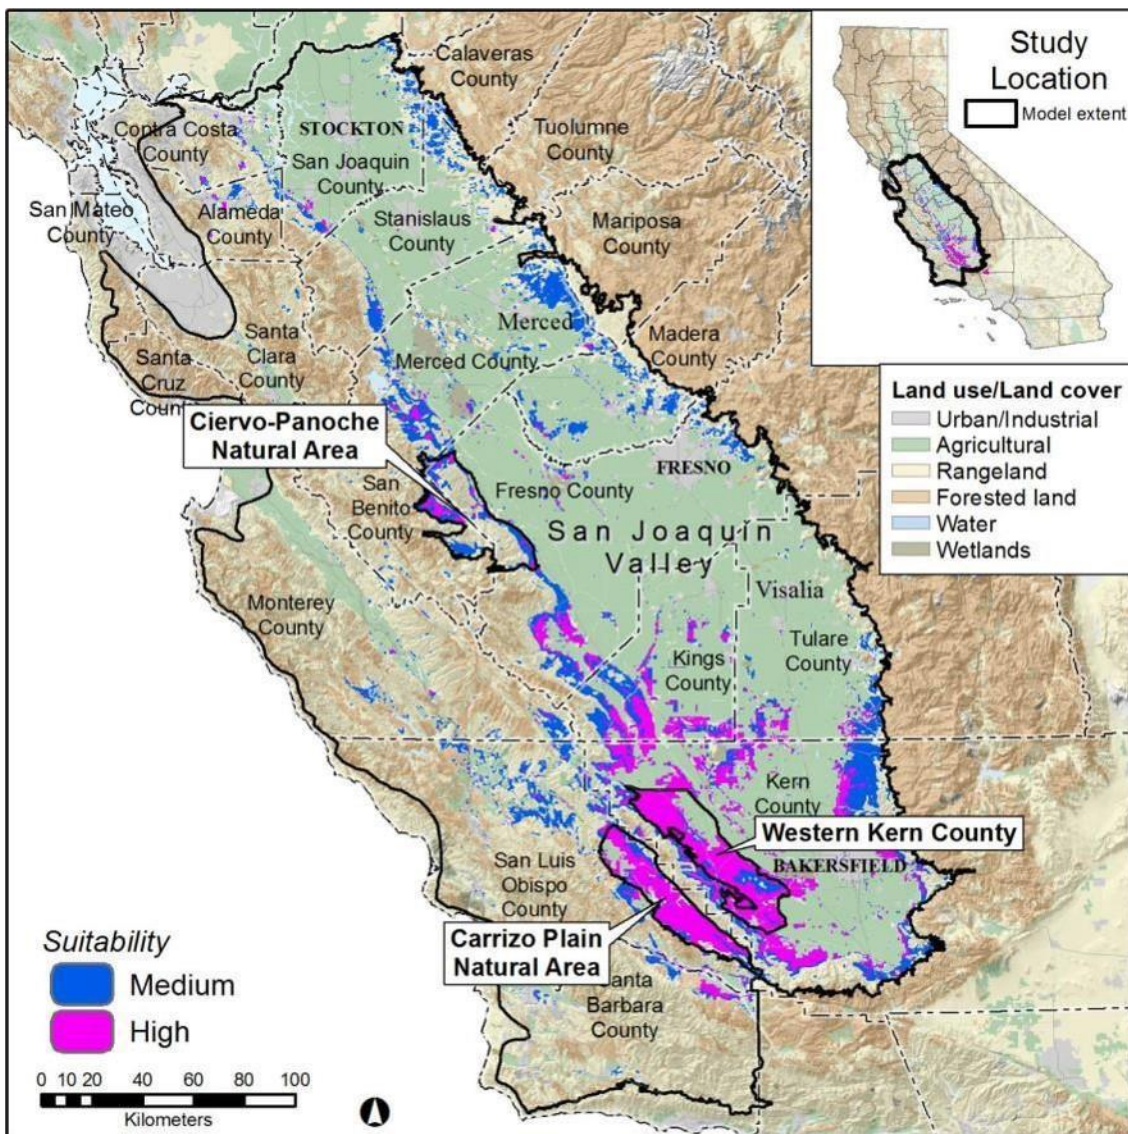 Calaveras
County
Study
Location
Model extent
Contra Costa
County
STOCKTON
Tuolumne
County
San Joaquin
County
San Mateo
County
Alameda
County
Stanislaus
County
Mariposa
County
Merced
Madera
County
Santa
Clara
County
Santa
Cruz
Merced County
Land use/Land cover
Urban/Industrial
Agricultural
Rangeland
Forested land
Water
Wetlands
Ciervo-Panoche
Natural Area
FRESNO
San
Benito
County
Fresno County
San Joaquin
Valley
Visalia
Monterey
County
Tulare
County
Kings
County
Kern
County
Western Kern County
BAKERSFIELD
San Luis
Obispo
County
Carrizo Plain
Natural Area
Suitability
Medium
High
Barbara
County
0 10 20 40 60 80 100
Kilometers